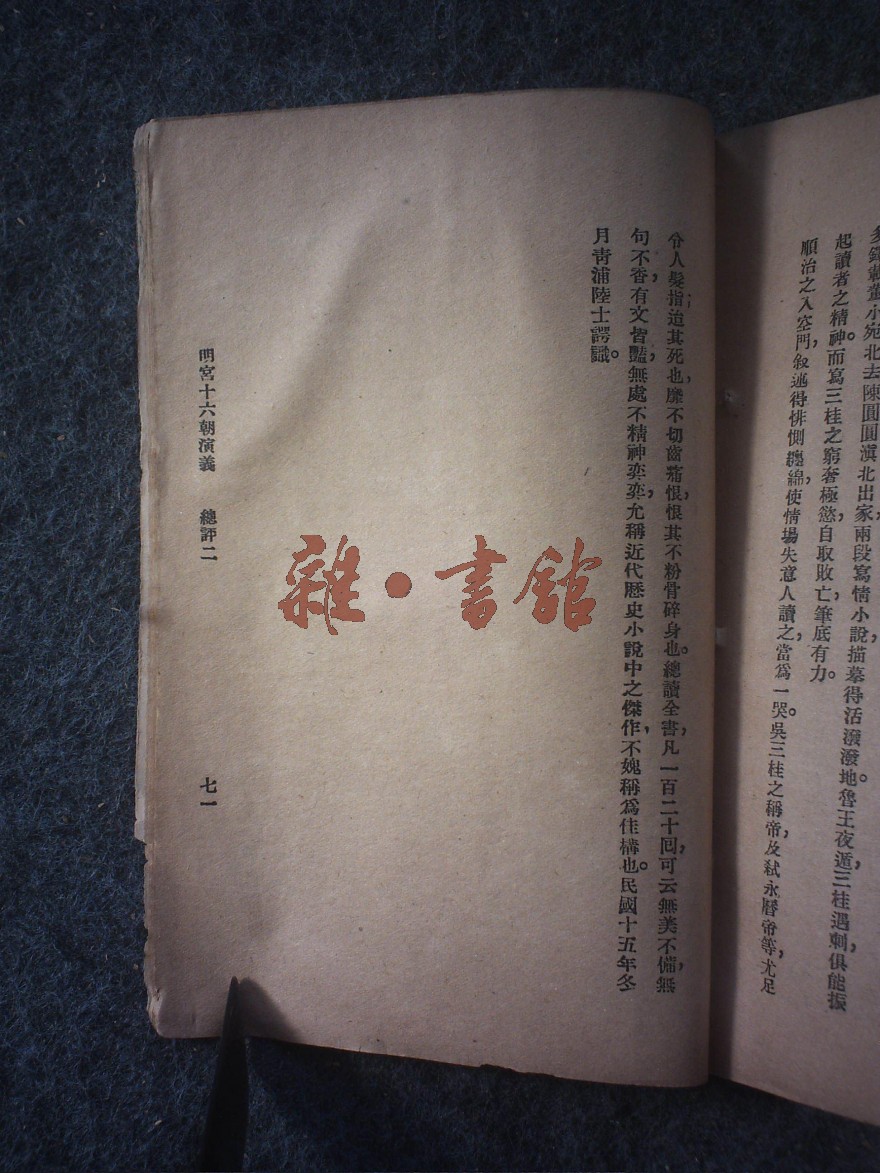 多鐸載董小宛北去陳圓圓滇北出家兩段寫情小說，描摹得活潑潑地。魯王夜遁，三桂遇刺，俱能振
起讀者之精神。而寫三桂之窮奢極慾，自取敗亡，筆底有力。
順治之入空門，叙述得悱惻纏綿，使情場失意人讀之，當爲一哭。吳三桂之稱帝，及弒永曆帝等，尤足
令人髮指；迨其死也，靡不切齒痛恨，恨其不粉骨碎身也。總讀全書，凡一百二十回，可云無美不備，無
句不香，有文皆豔，無處不精神奕奕，允稱近代歷史小說中之傑作，不媿稱爲佳構也。民國十五年冬
月靑浦陸士諤識。
明宮十六朝演義 總評二
七一
雜·書館